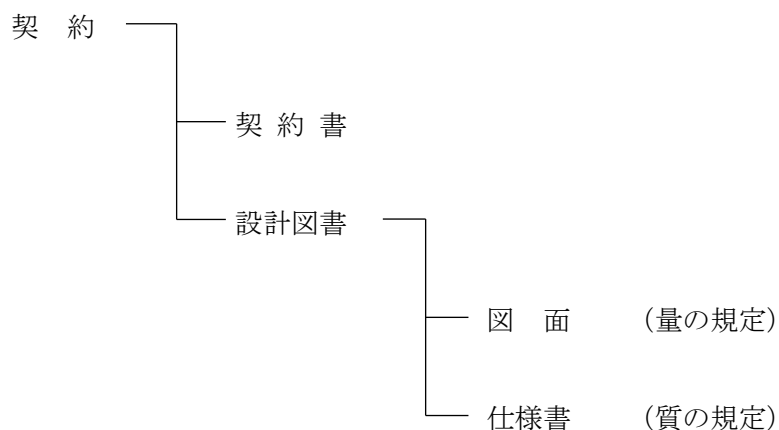 契　約
契 約 書
設計図書
図　面　（量の規定）
仕様書　（質の規定）